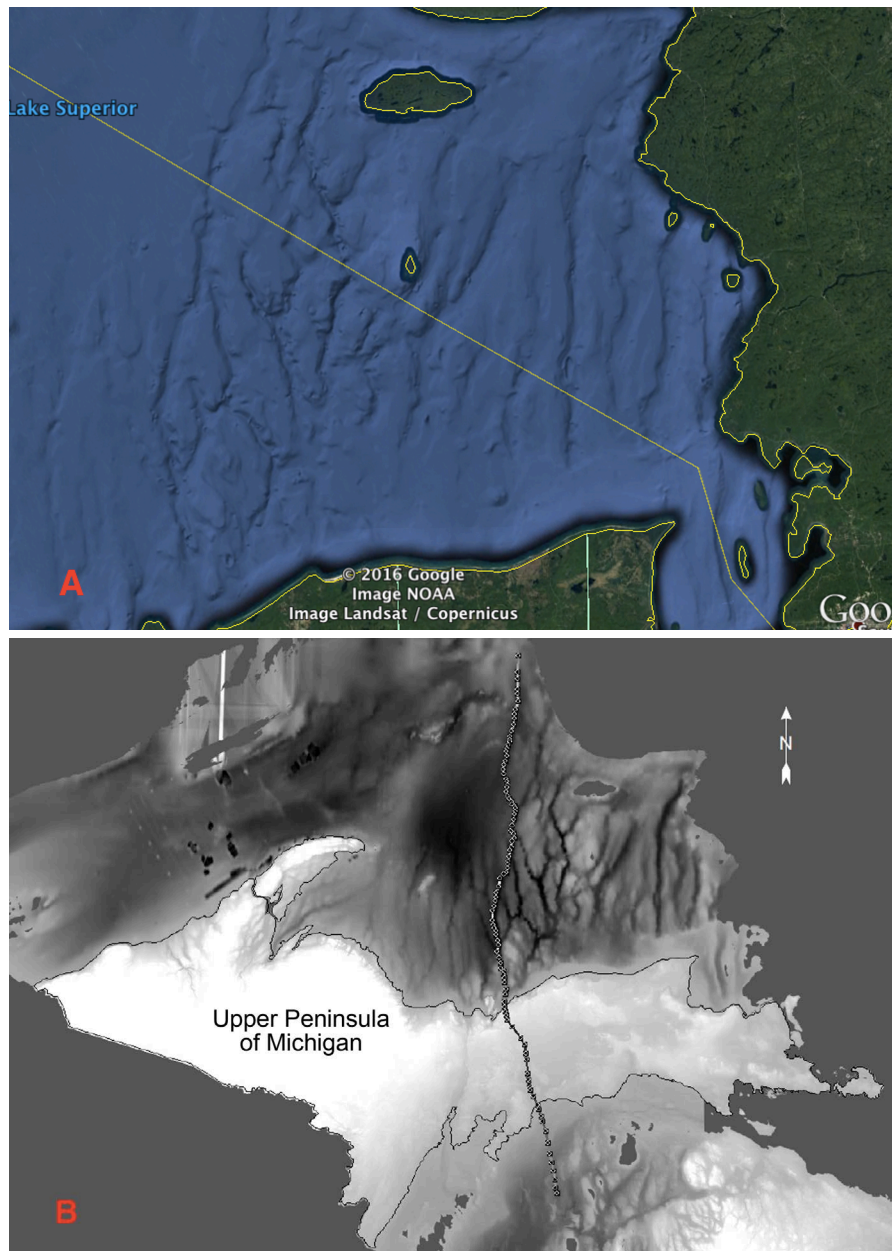 Lake Superior
© 2016 Google
Image NOAA
Image Landsat / Copernicus
Goo
A
N
Upper Peninsula
of Michigan
B